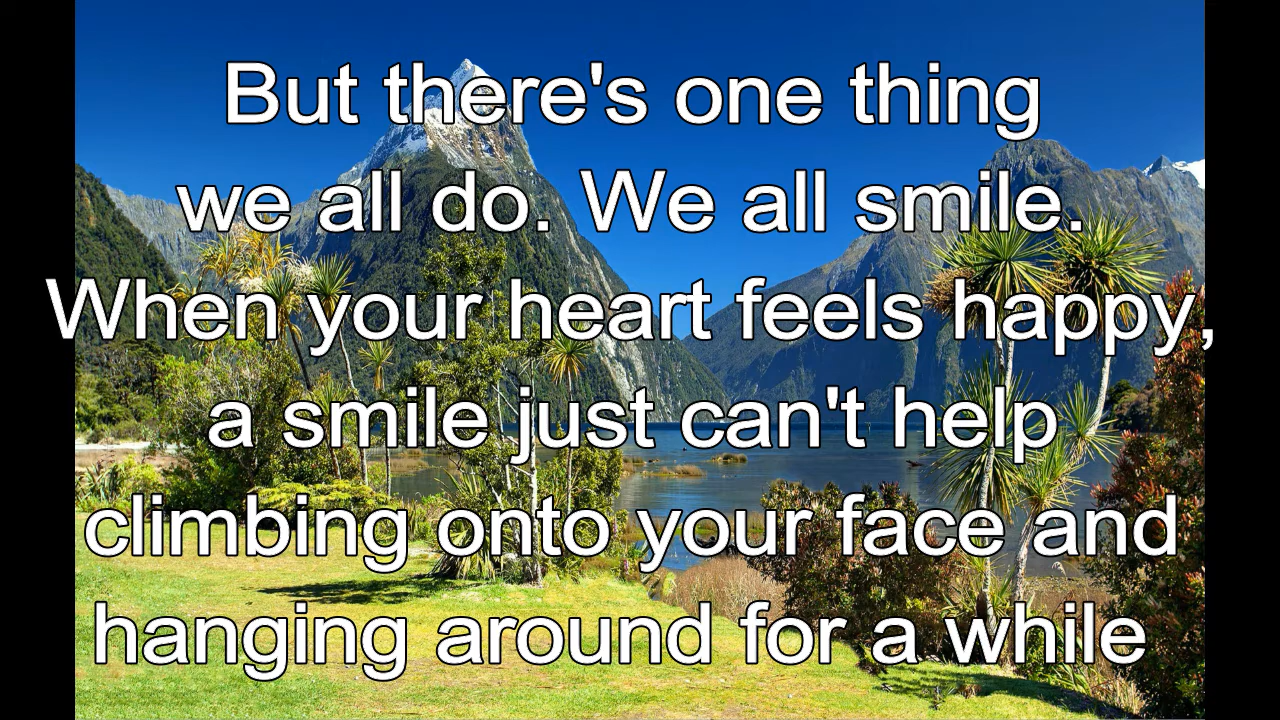 But there's one thing
we all do. We all smile.
When your heart feels happy,
a smile just can't help
climbing onto your face and
hanging around for a while